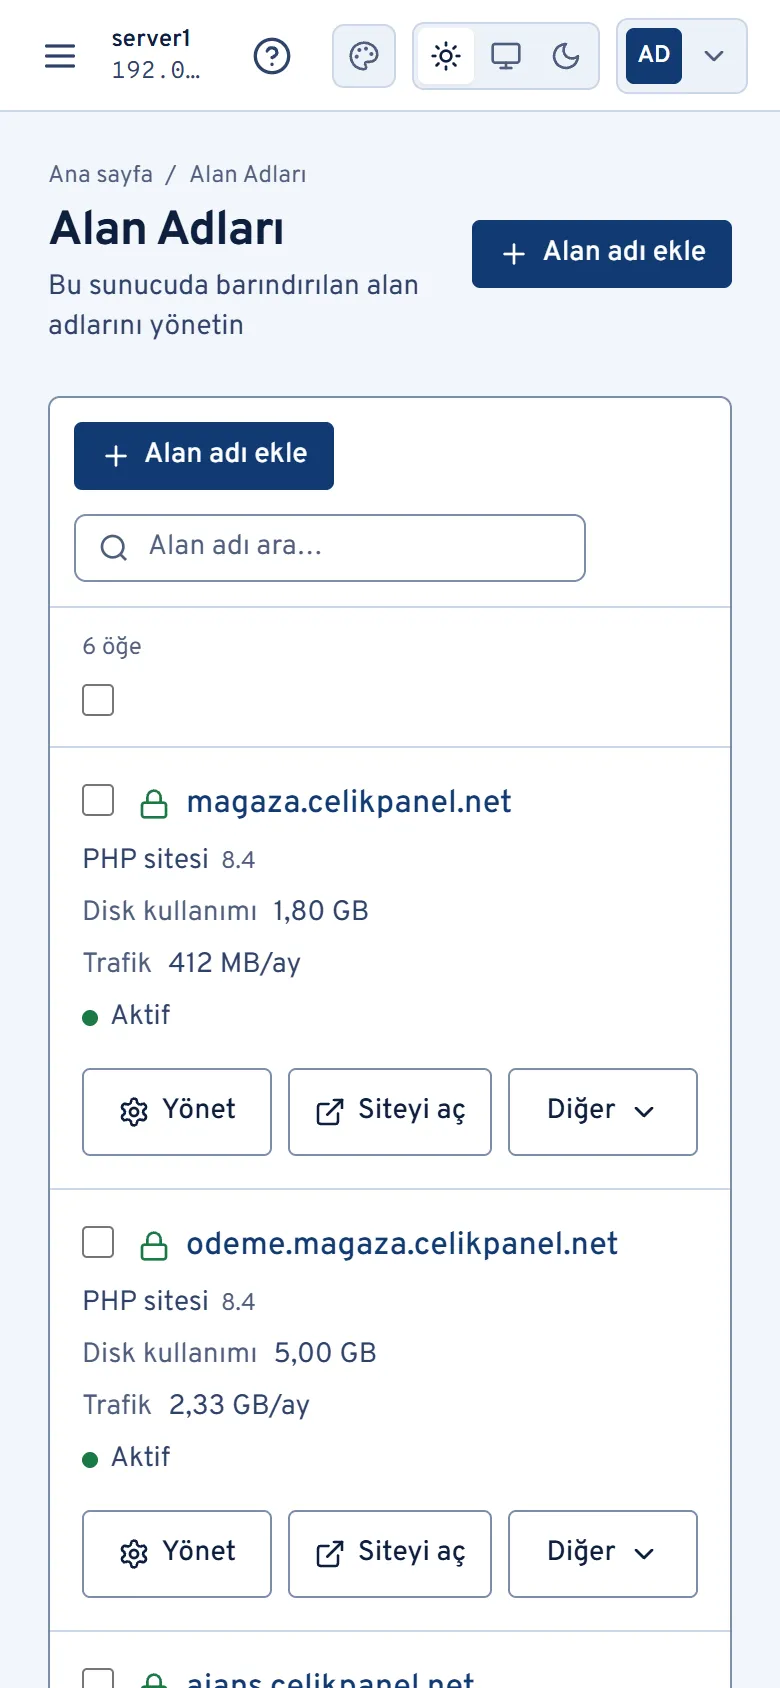 server1
192.0…
AD
Ana sayfa / Alan Adları
Alan Adları
Alan adı ekle
Bu sunucuda barındırılan alan
adlarını yönetin
Alan adı ekle
Alan adı ara...
6 öğe
magaza.celikpanel.net
PHP sitesi 8.4
Disk kullanımı 1,80 GB
Trafik 412 MB/ay
Aktif
Yönet
Siteyi aç
Diğer
odeme.magaza.celikpanel.net
PHP sitesi 8.4
Disk kullanımı 5,00 GB
Trafik 2,33 GB/ay
Aktif
Yönet
Siteyi aç
Diğer
ajans.celikpanel.net